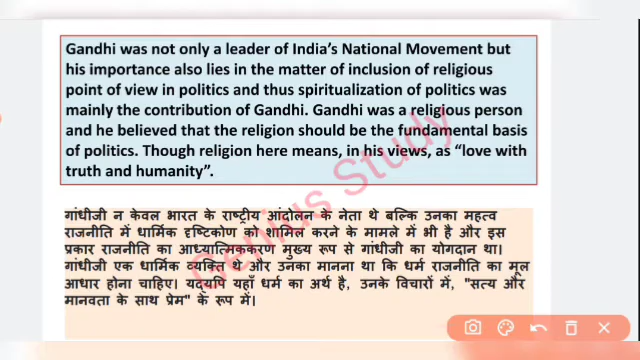 Gandhi was not only a leader of India's National Movement but
his importance also lies in the matter of inclusion of religious
point of view in politics and thus spiritualization of politics was
mainly the contribution of Gandhi. Gandhi was a religious person
and he believed that the religion should be the fundamental basis
of politics. Though religion here means, in his views, as “love with
truth and humanity”.
गांधीजी न केवल भारत के राष्ट्रीय आंदोलन के नेता थे बल्कि उनका महत्व
राजनीति में धार्मिक दृष्टिकोण को शामिल करने के मामले में भी है और इस
प्रकार राजनीति का आध्यात्मिककरण मुख्य रूप से गांधीजी का योगदान था।
गांधीजी एक धार्मिक व्यक्ति थे और उनका मानना था कि धर्म राजनीति का मूल
आधार होना चाहिए। यद्यपि यहाँ धर्म का अर्थ है, उनके विचारों में, "सत्य और
मानवता के साथ प्रेम" के रूप में।
Genius Study